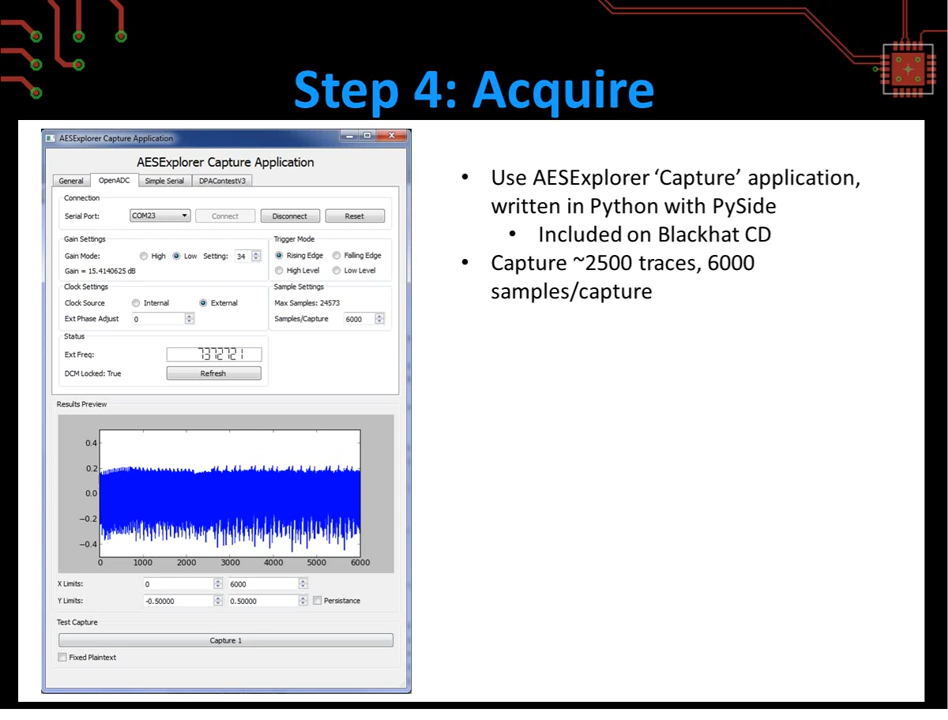 Step 4: Acquire
AESExplorer Capture Application
AESExplorer Capture Application
General OpenADC Simple Serial DPAContestV3
Connection
Serial Port: COM23 Connect Disconnect Reset
Gain Settings Trigger Mode
Gain Mode: High Low Setting: 34 Rising Edge Falling Edge
Gain = 15.4140625 dB High Level Low Level
Clock Settings Sample Settings
Clock Source Internal External Max Samples: 24573
Ext Phase Adjust 0 Samples/Capture 6000
Status
Ext Freq: 7372721
DCM Locked: True Refresh
Results Preview
0.4
0.2
0.0
−0.2
−0.4
0 1000 2000 3000 4000 5000 6000
X Limits: 0 6000
Y Limits: -0.50000 0.50000 Persistance
Test Capture
Capture 1
Fixed Plaintext
• Use AESExplorer ‘Capture’ application,
written in Python with PySide
• Included on Blackhat CD
• Capture ~2500 traces, 6000
samples/capture